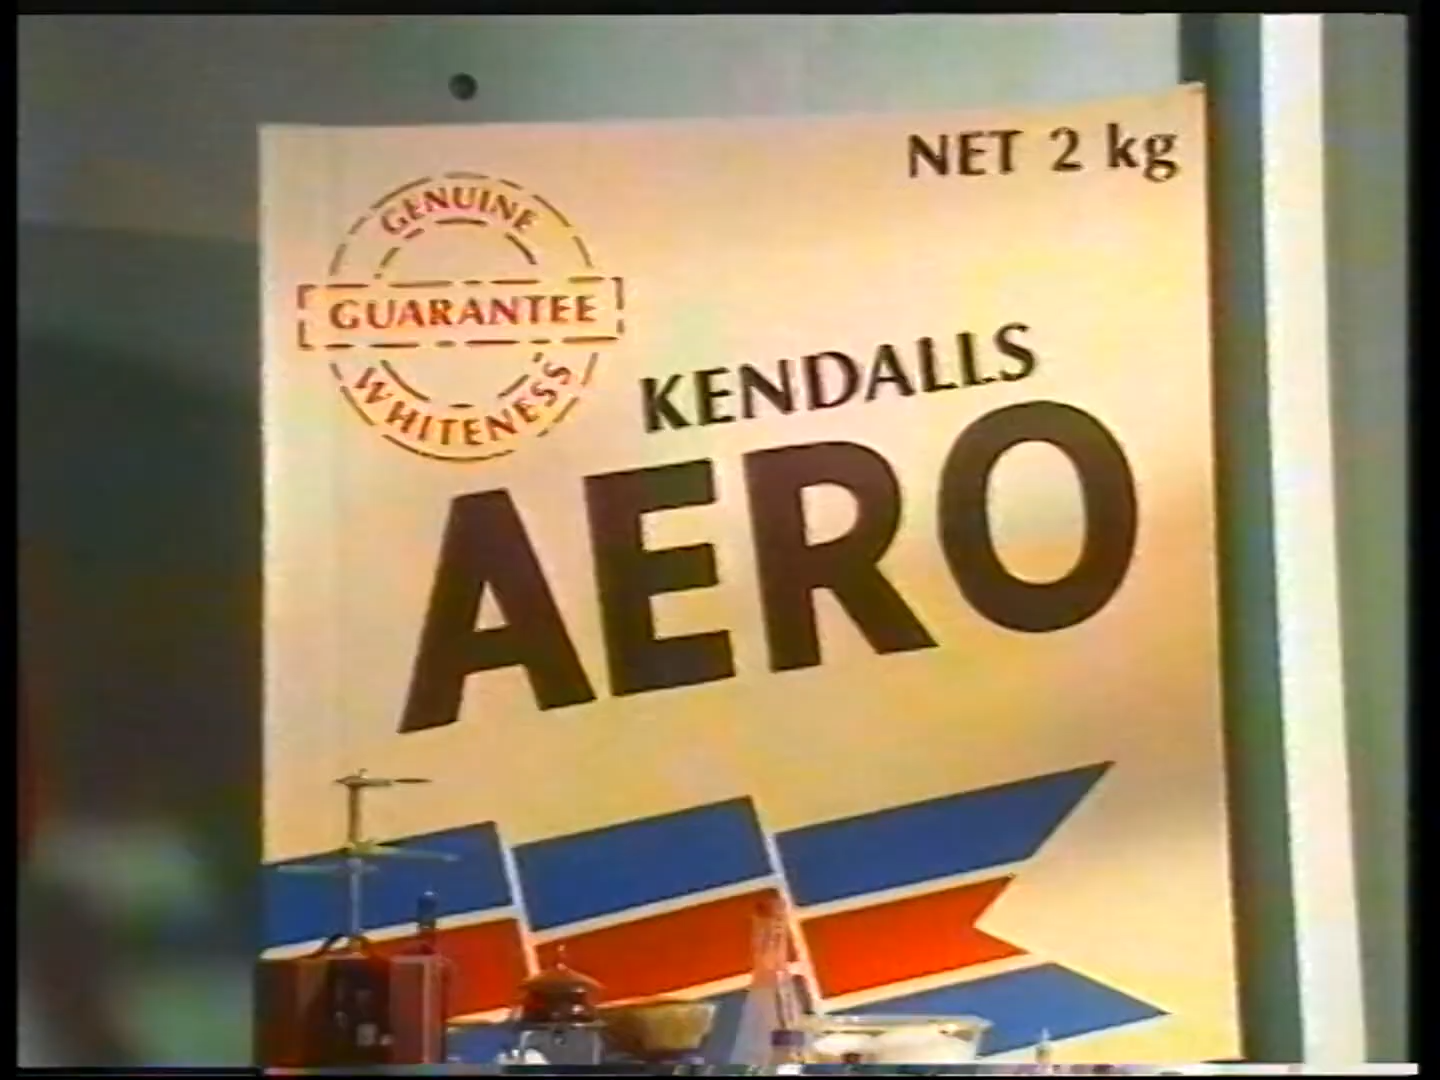 NET 2 kg
GENUINE
GUARANTEE
WHITENESS
KENDALLS
AERO